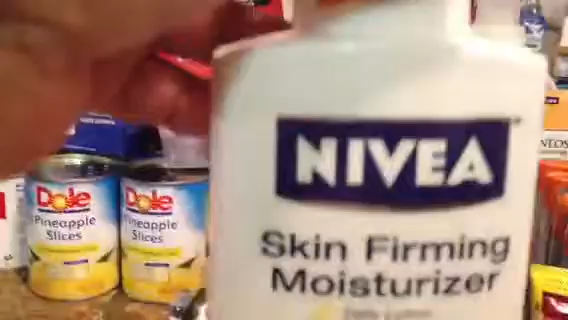 NIVEA
Skin Firming
Moisturizer
Dole
Pineapple
Slices
Dole
Pineapple
Slices